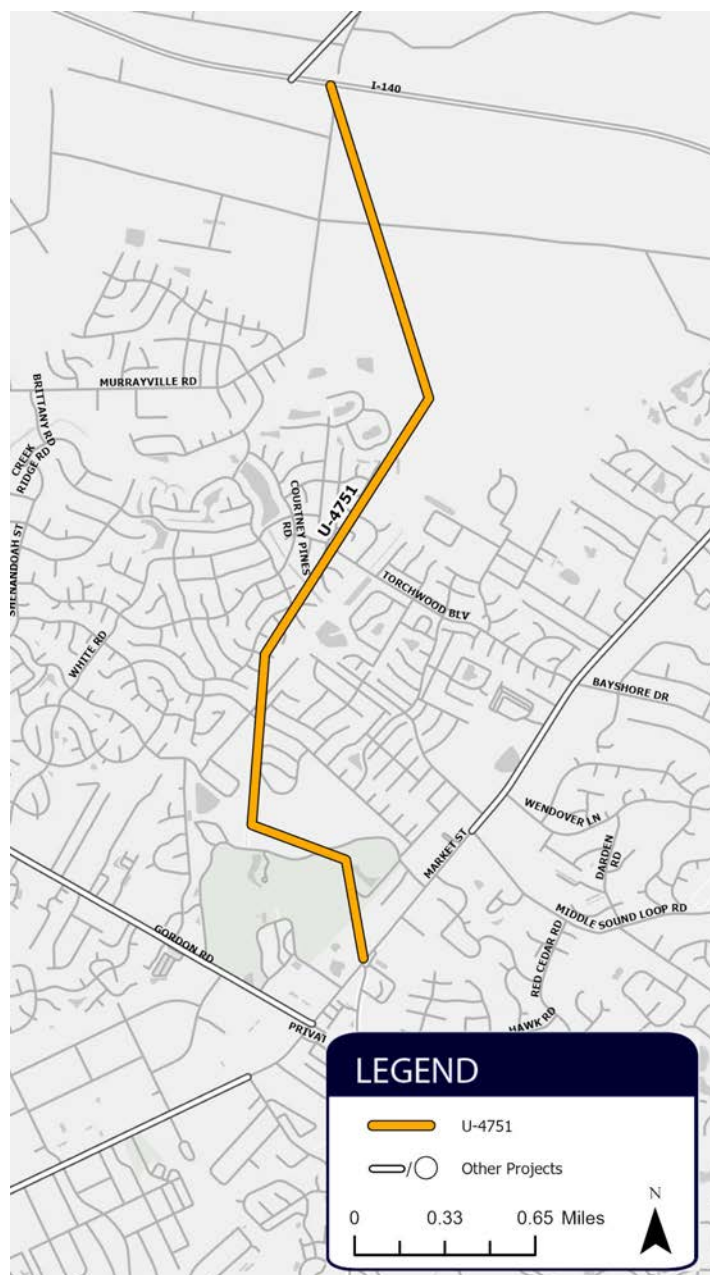 I-140
MURRAYVILLE RD
BRITTANY RD
CREEK
RIDGE RD
COURTNEY PINES
RD
U-4751
SHENANDOAH ST
TORCHWOOD BLV
WHITE RD
BAYSHORE DR
WENDOVER LN
MARKET ST
DARDEN
RD
MIDDLE SOUND LOOP RD
RED CEDAR RD
GORDON RD
HAWK RD
PRIVAT
LEGEND
U-4751
/ Other Projects
N
0 0.33 0.65 Miles